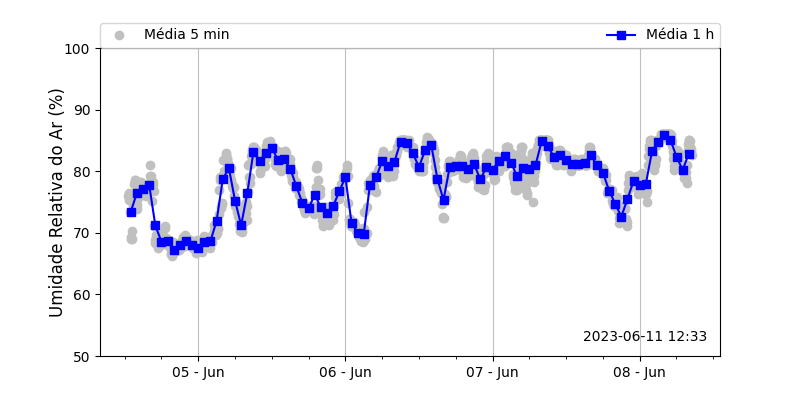 Média 5 min
Média 1 h
Umidade Relativa do Ar (%)
100
90
80
70
60
50
2023-06-11 12:33
05 - Jun
06 - Jun
07 - Jun
08 - Jun